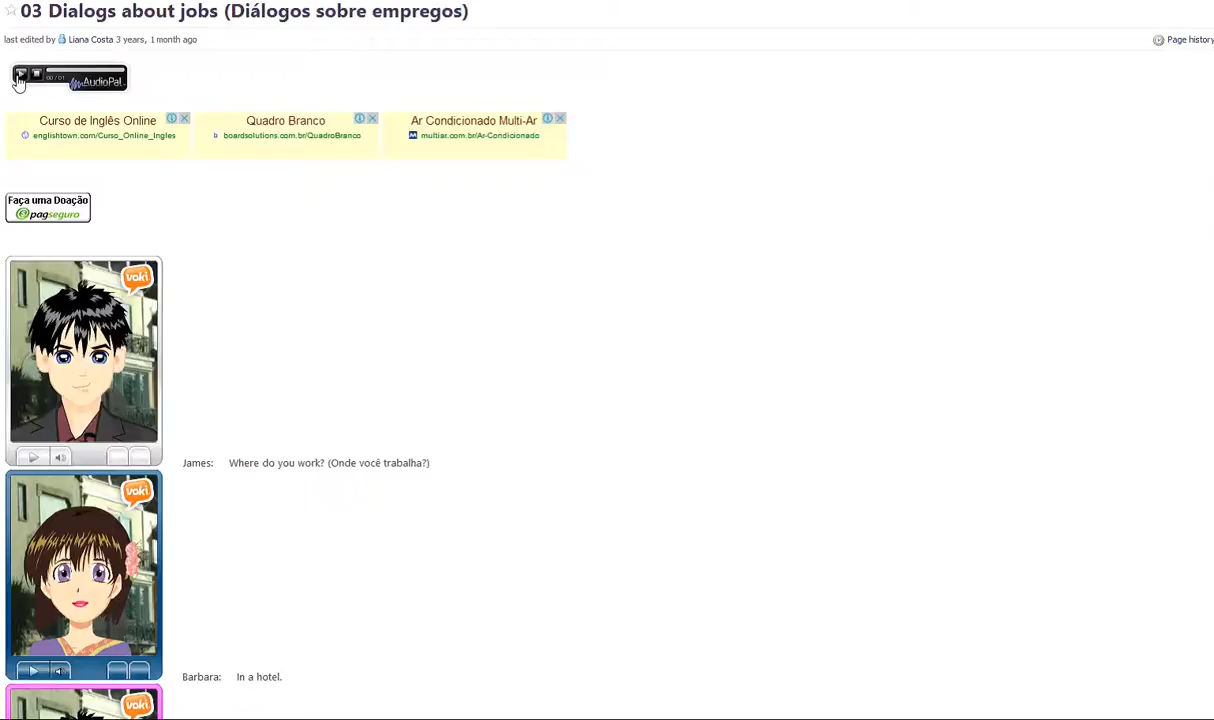 03 Dialogs about jobs (Diálogos sobre empregos)
last edited by Liana Costa 3 years, 1 month ago
Page history
00 / 01
AudioPal
Curso de Inglês Online
englishtown.com/Curso_Online_Ingles
Quadro Branco
boardsolutions.com.br/QuadroBranco
Ar Condicionado Multi-Ar
multiar.com.br/Ar-Condicionado
Faça uma Doação
pagseguro
voki
James: Where do you work? (Onde você trabalha?)
voki
Barbara: In a hotel.
voki